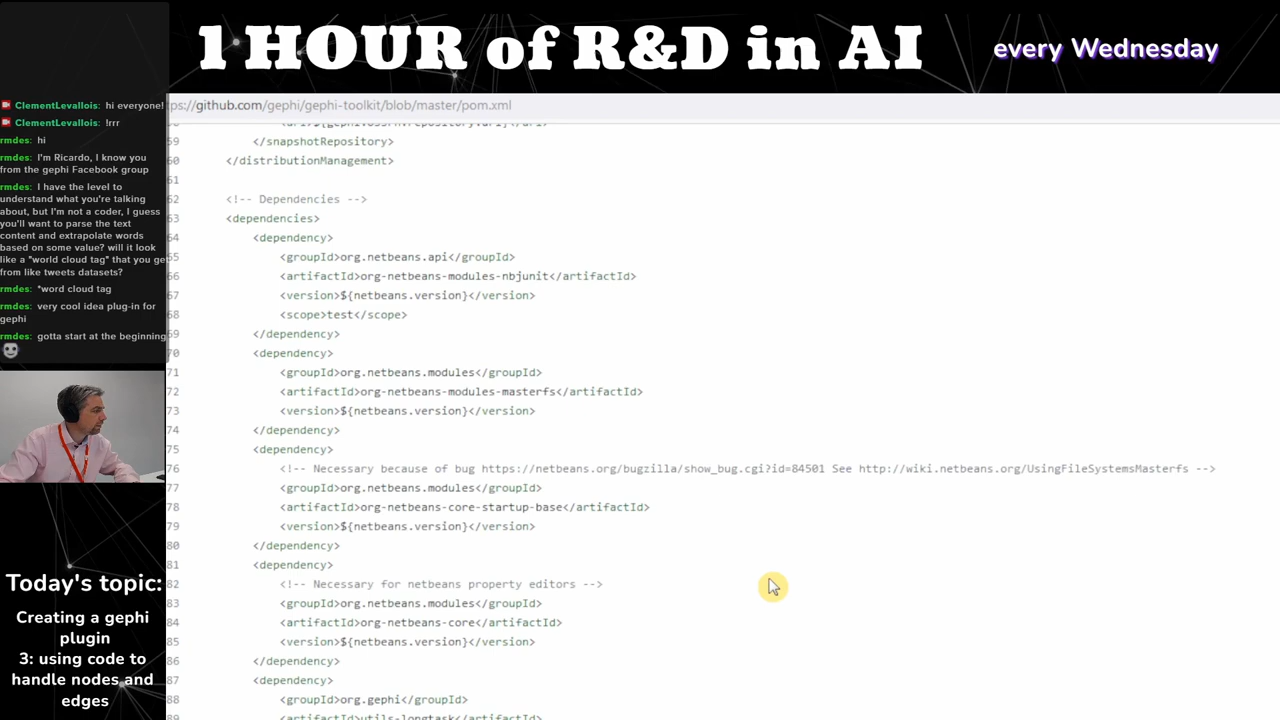 1 HOUR of R&D in AI
every Wednesday
ClementLevallois: hi everyone!
ClementLevallois: !rrr
rmdes: hi
rmdes: I'm Ricardo, I know you
from the gephi Facebook group
rmdes: I have the level to
understand what you're talking
about, but I'm not a coder, I guess
you'll want to parse the text
content and extrapolate words
based on some value? will it look
like a "world cloud tag" that you get
from like tweets datasets?
rmdes: *word cloud tag
rmdes: very cool idea plug-in for
gephi
rmdes: gotta start at the beginning
Today's topic:
Creating a gephi
plugin
3: using code to
handle nodes and
edges
ps://github.com/gephi/gephi-toolkit/blob/master/pom.xml
59 </snapshotRepository>
60 </distributionManagement>
61
62 <!-- Dependencies -->
63 <dependencies>
64 <dependency>
65 <groupId>org.netbeans.api</groupId>
66 <artifactId>org-netbeans-modules-nbjunit</artifactId>
67 <version>${netbeans.version}</version>
68 <scope>test</scope>
69 </dependency>
70 <dependency>
71 <groupId>org.netbeans.modules</groupId>
72 <artifactId>org-netbeans-modules-masterfs</artifactId>
73 <version>${netbeans.version}</version>
74 </dependency>
75 <dependency>
76 <!-- Necessary because of bug https://netbeans.org/bugzilla/show_bug.cgi?id=84501 See http://wiki.netbeans.org/UsingFileSystemsMasterfs -->
77 <groupId>org.netbeans.modules</groupId>
78 <artifactId>org-netbeans-core-startup-base</artifactId>
79 <version>${netbeans.version}</version>
80 </dependency>
81 <dependency>
82 <!-- Necessary for netbeans property editors -->
83 <groupId>org.netbeans.modules</groupId>
84 <artifactId>org-netbeans-core</artifactId>
85 <version>${netbeans.version}</version>
86 </dependency>
87 <dependency>
88 <groupId>org.gephi</groupId>
89 <artifactId>utils-longtask</artifactId>